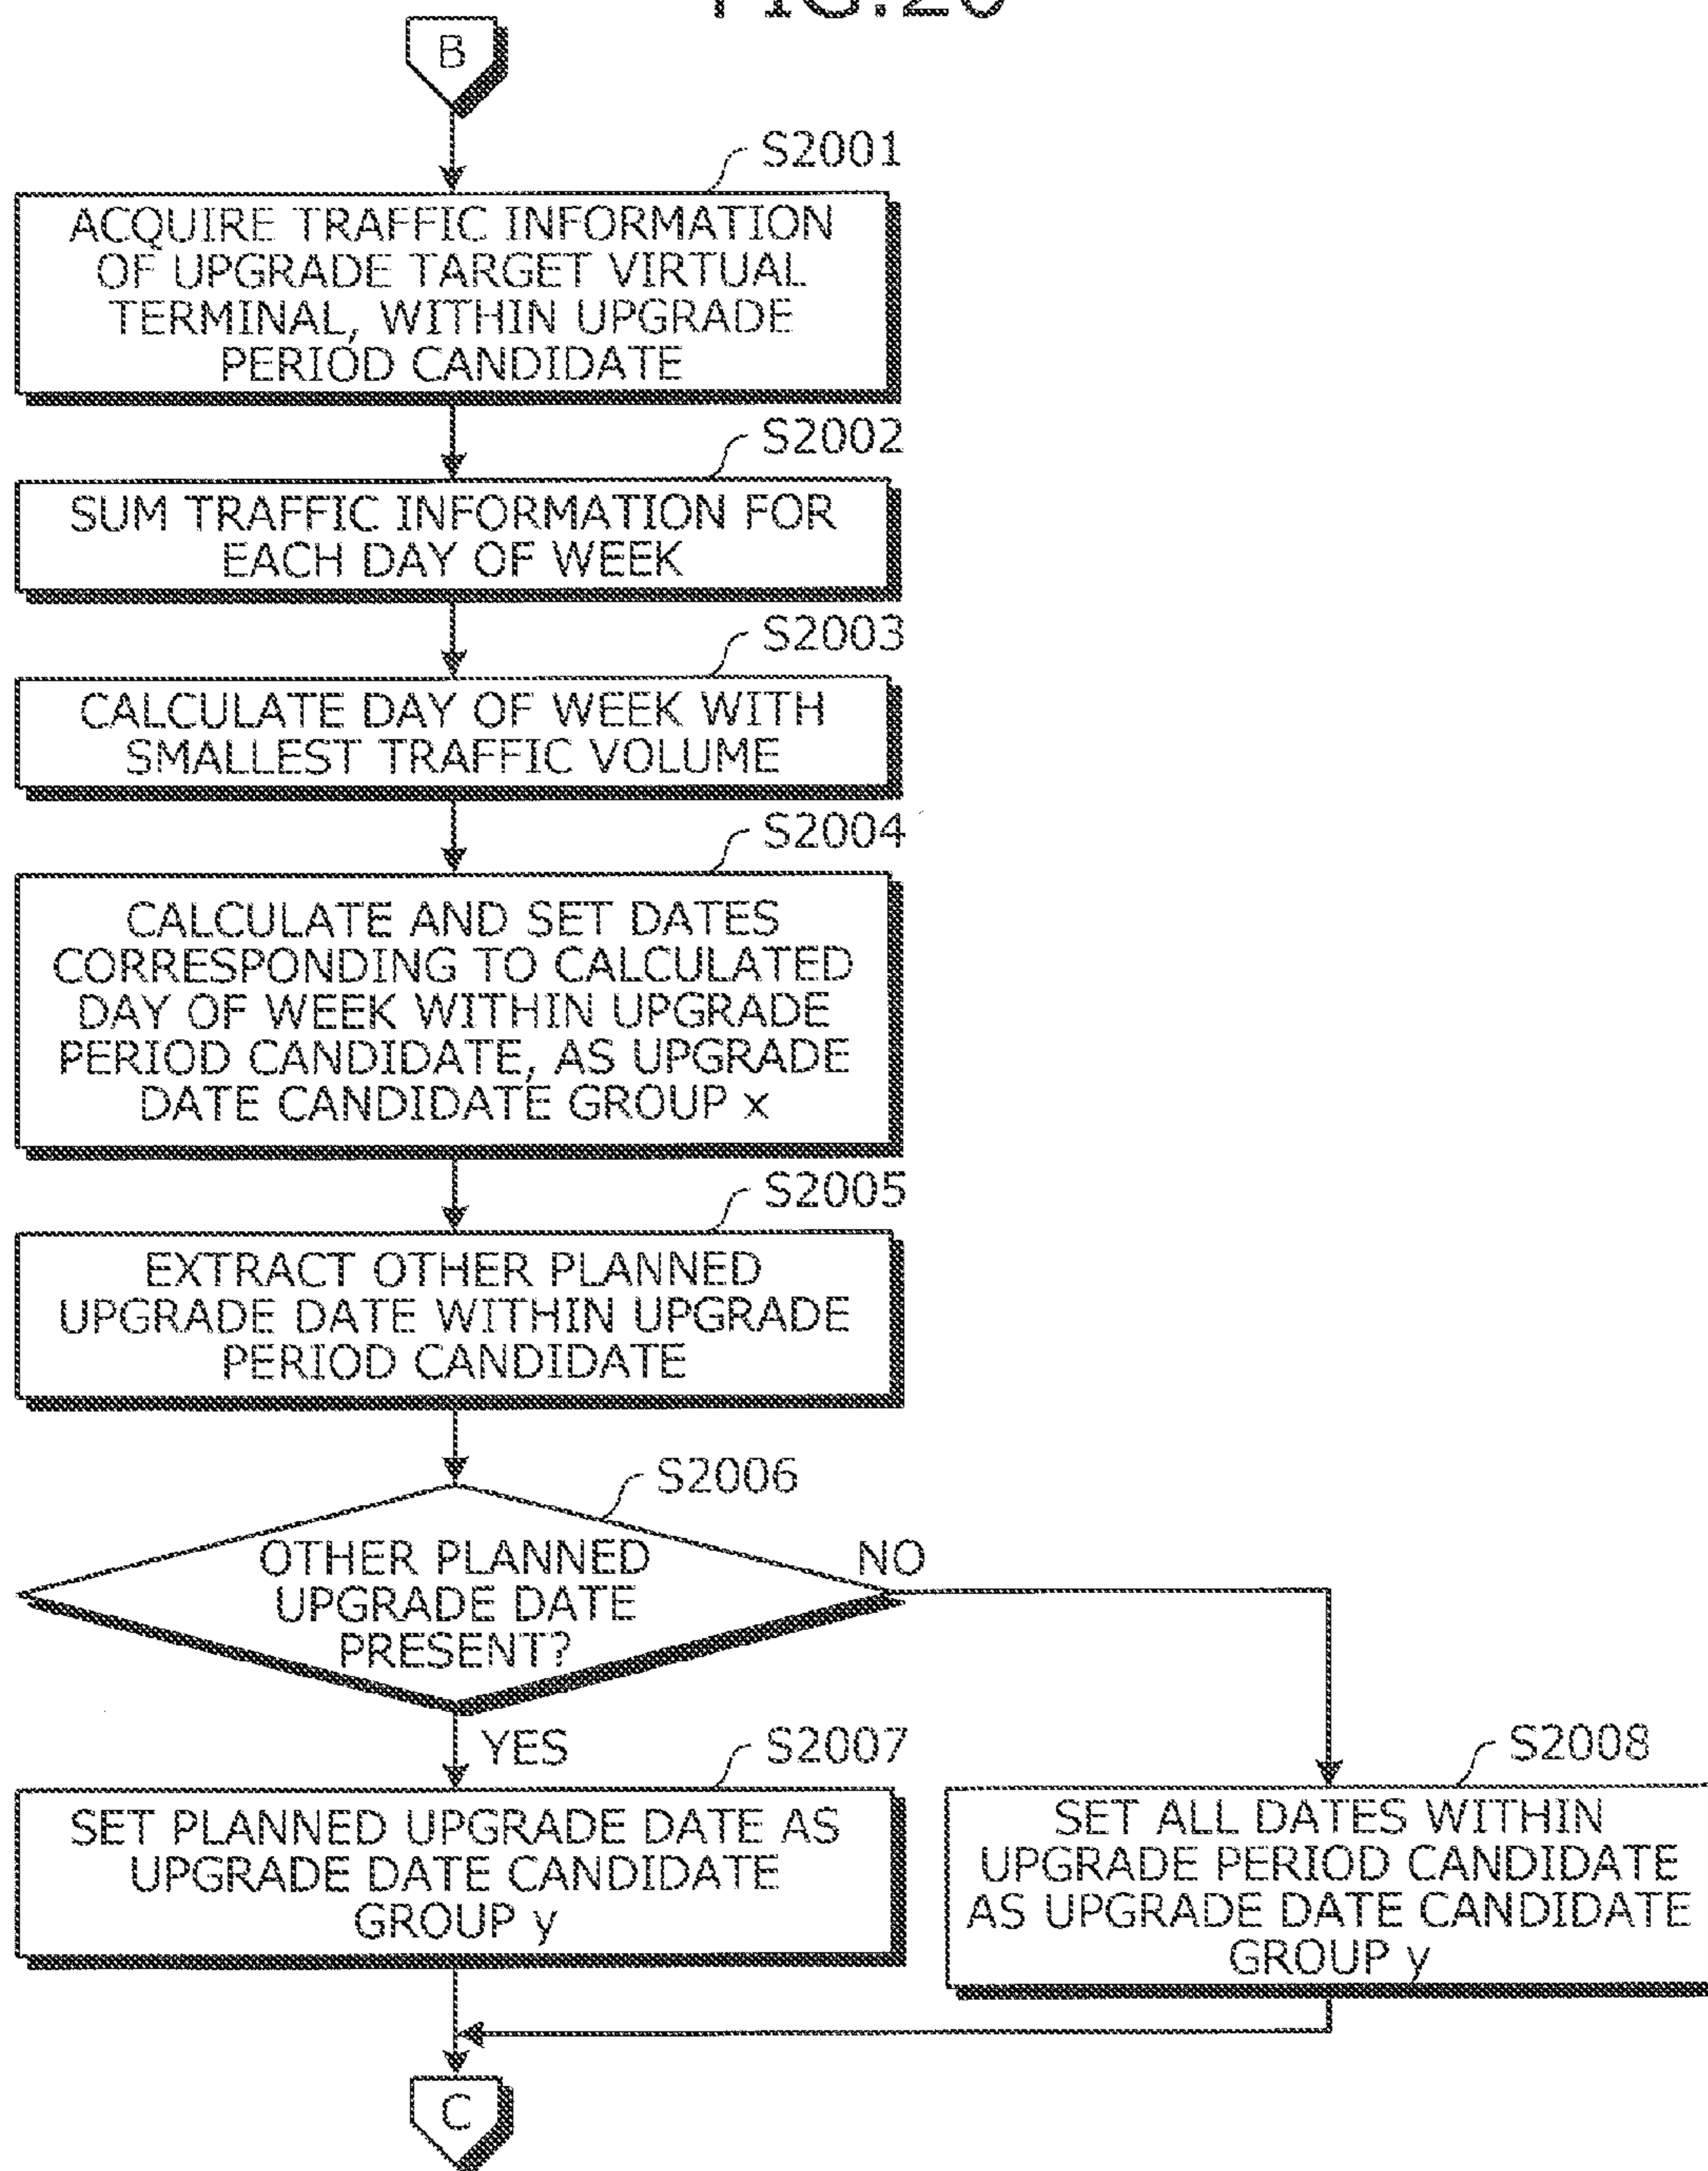 FIG.20
B
S2001
ACQUIRE TRAFFIC INFORMATION
OF UPGRADE TARGET VIRTUAL
TERMINAL, WITHIN UPGRADE
PERIOD CANDIDATE
S2002
SUM TRAFFIC INFORMATION FOR
EACH DAY OF WEEK
S2003
CALCULATE DAY OF WEEK WITH
SMALLEST TRAFFIC VOLUME
S2004
CALCULATE AND SET DATES
CORRESPONDING TO CALCULATED
DAY OF WEEK WITHIN UPGRADE
PERIOD CANDIDATE, AS UPGRADE
DATE CANDIDATE GROUP x
S2005
EXTRACT OTHER PLANNED
UPGRADE DATE WITHIN UPGRADE
PERIOD CANDIDATE
S2006
OTHER PLANNED
UPGRADE DATE
PRESENT?
NO
YES
S2007
SET PLANNED UPGRADE DATE AS
UPGRADE DATE CANDIDATE
GROUP y
S2008
SET ALL DATES WITHIN
UPGRADE PERIOD CANDIDATE
AS UPGRADE DATE CANDIDATE
GROUP y
C